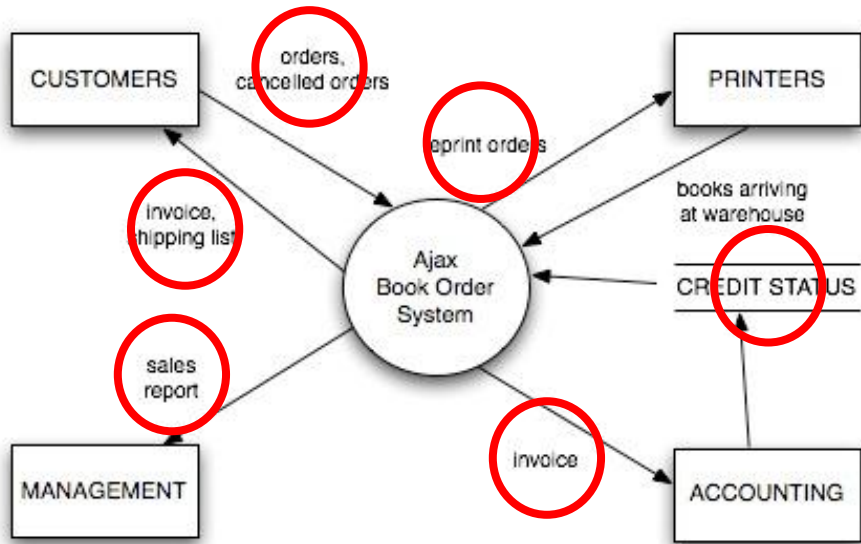 CUSTOMERS
orders,
cancelled orders
PRINTERS
reprint orders
invoice,
shipping list
books arriving
at warehouse
Ajax
Book Order
System
CREDIT STATUS
sales
report
invoice
MANAGEMENT
ACCOUNTING